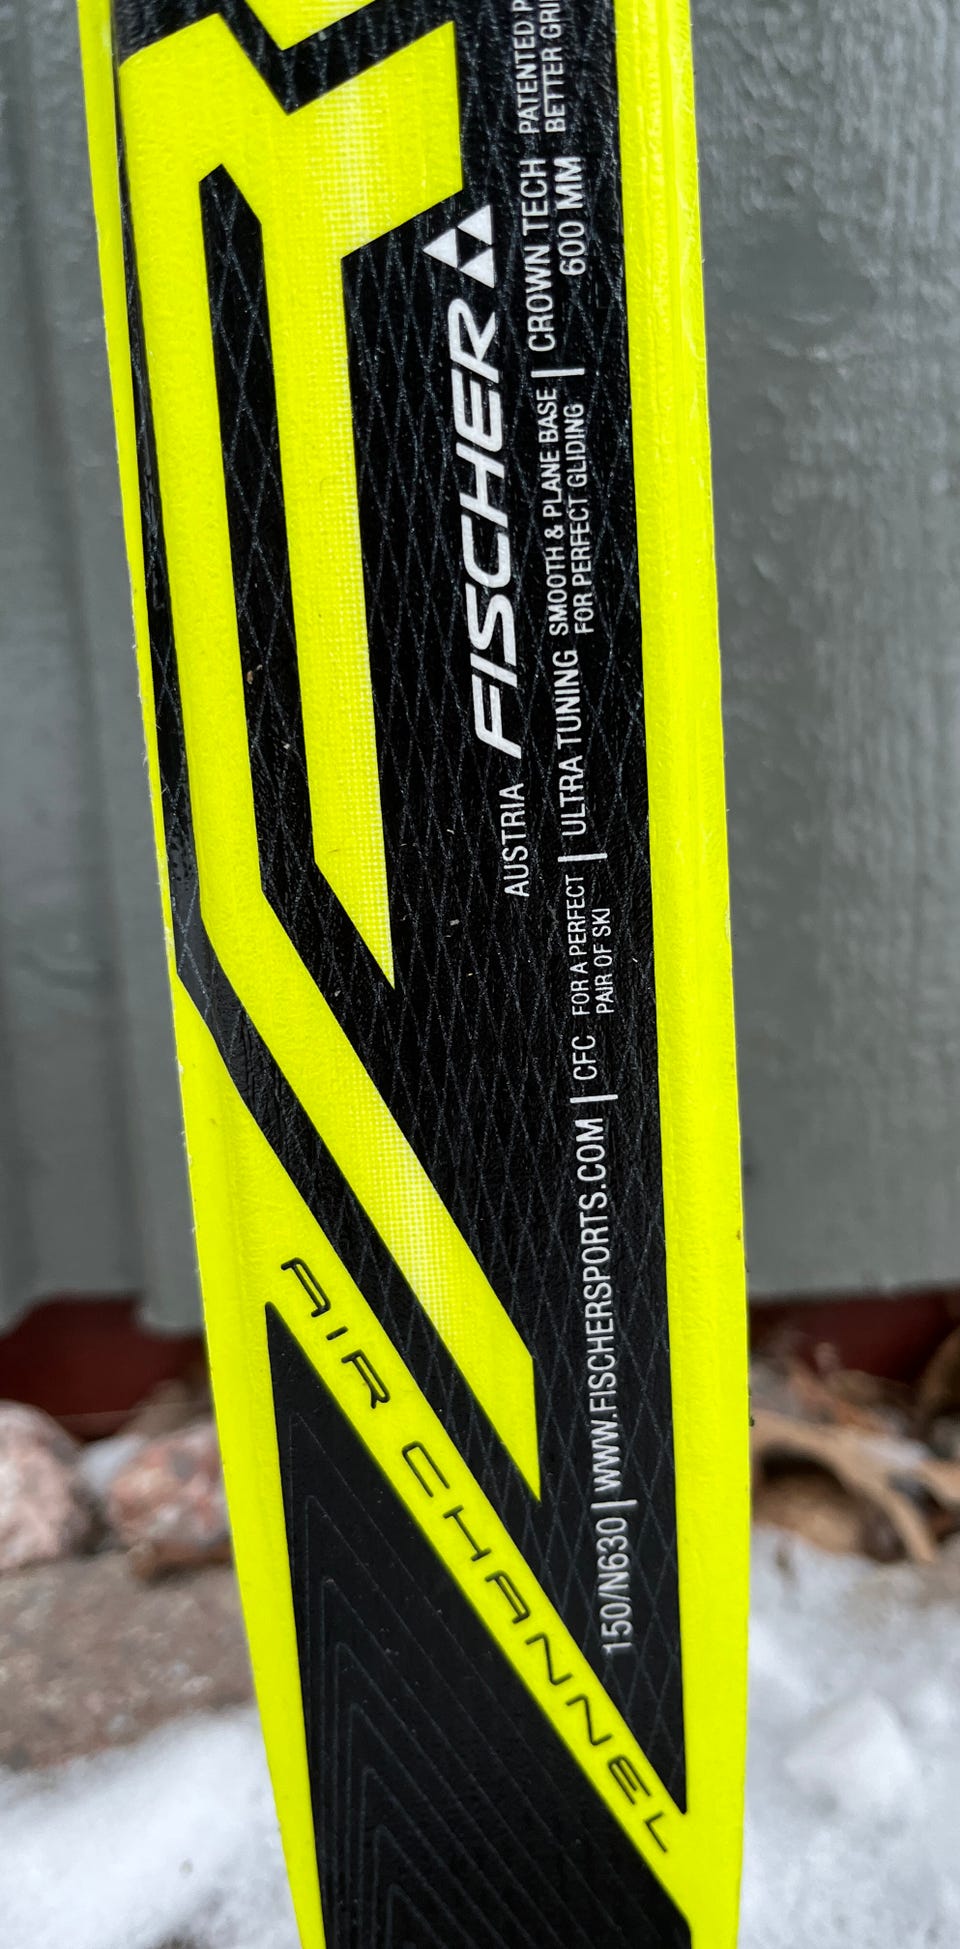 AUSTRIA FISCHER
150/N630 | WWW.FISCHERSPORTS.COM | CFC FOR A PERFECT
PAIR OF SKI | ULTRA TUNING SMOOTH & PLANE BASE
FOR PERFECT GLIDING | CROWN TECH
600 MM PATENTED
BETTER
AIR CHANNEL